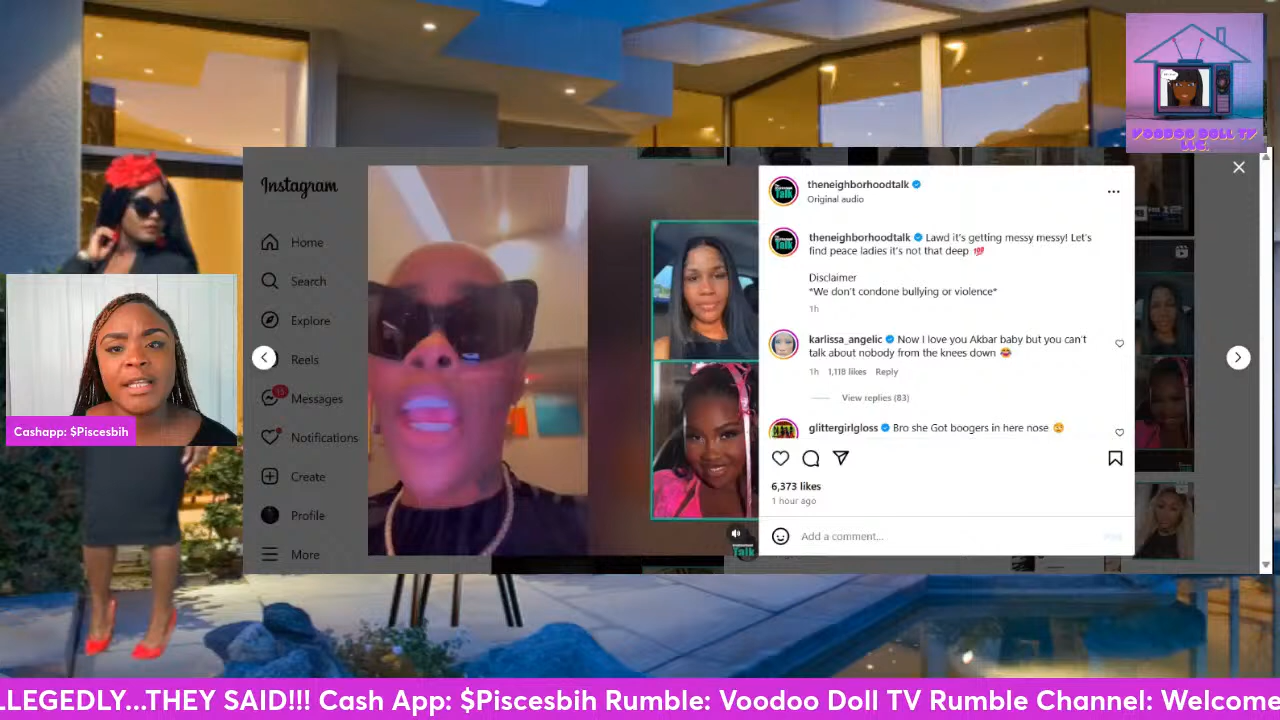 VOODOO DOLL TV
LLC.
Instagram
Home
Search
Explore
Reels
Messages
Notifications
Create
Profile
More
theneighborhoodtalk
Original audio
theneighborhoodtalk Lawd it's getting messy messy! Let's
find peace ladies it's not that deep 💯
Disclaimer
*We don't condone bullying or violence*
1h
karlissa_angelic Now I love you Akbar baby but you can't
talk about nobody from the knees down 😂
1h 1,118 likes Reply
View replies (83)
glittergirlgloss Bro she Got boogers in here nose 😩
6,373 likes
1 hour ago
Add a comment...
Talk
Cashapp: $Piscesbih
LLEGEDLY...THEY SAID!!! Cash App: $Piscesbih Rumble: Voodoo Doll TV Rumble Channel: Welcome